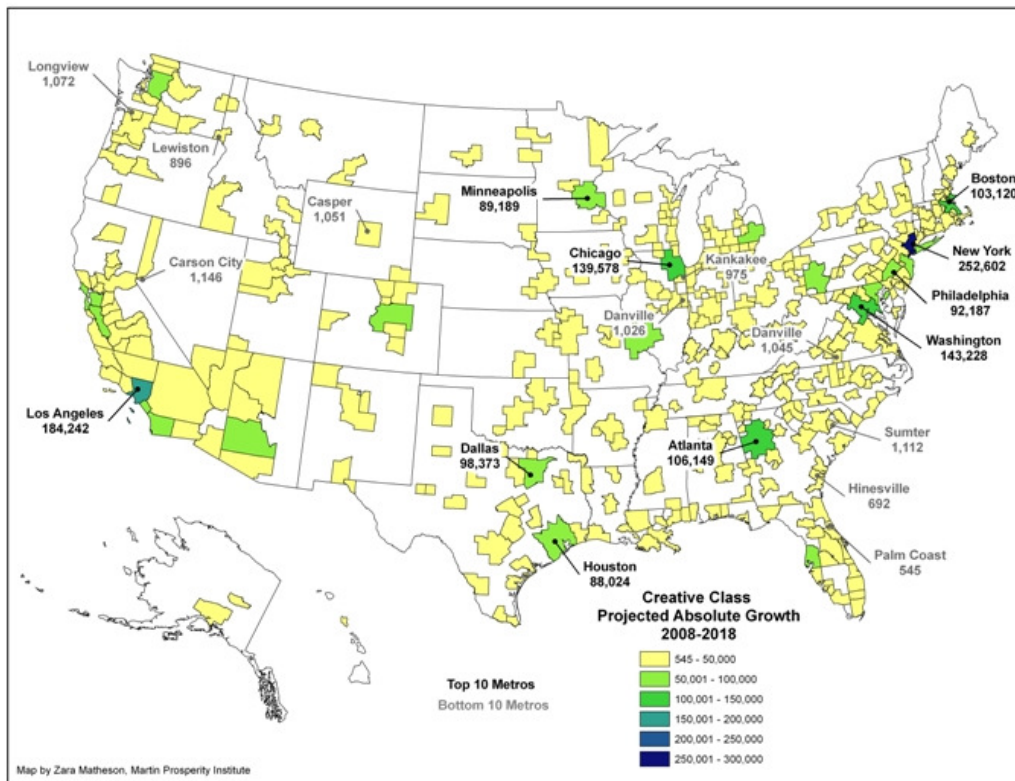 Longview
1,072
Lewiston
896
Casper
1,051
Carson City
1,146
Minneapolis
89,189
Chicago
139,578
Kankakee
975
Danville
1,026
Danville
1,045
Boston
103,120
New York
252,602
Philadelphia
92,187
Washington
143,228
Los Angeles
184,242
Dallas
98,373
Atlanta
106,149
Sumter
1,112
Hinesville
692
Palm Coast
545
Houston
88,024
Creative Class
Projected Absolute Growth
2008-2018
545 - 50,000
50,001 - 100,000
100,001 - 150,000
150,001 - 200,000
200,001 - 250,000
250,001 - 300,000
Top 10 Metros
Bottom 10 Metros
Map by Zara Matheson, Martin Prosperity Institute